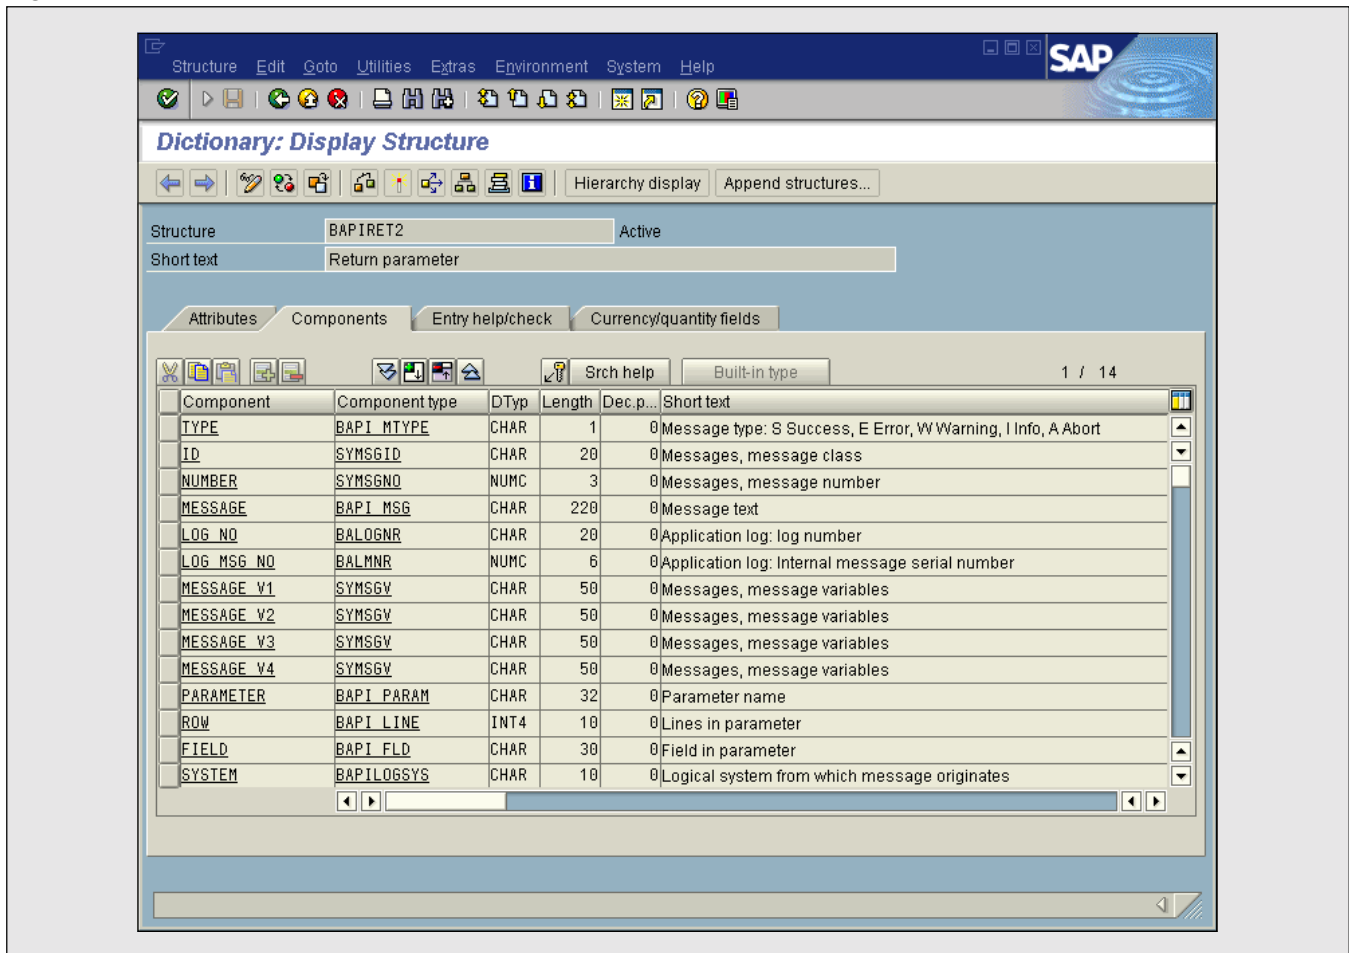 SAP
Structure Edit Goto Utilities Extras Environment System Help
Dictionary: Display Structure
Hierarchy display Append structures...
Structure BAPIRET2 Active
Short text Return parameter
Attributes Components Entry help/check Currency/quantity fields
Srch help Built-in type 1 / 14
Component Component type DTyp Length Dec.p... Short text
TYPE BAPI_MTYPE CHAR 1 0 Message type: S Success, E Error, W Warning, I Info, A Abort
ID SYMSGID CHAR 20 0 Messages, message class
NUMBER SYMSGNO NUMC 3 0 Messages, message number
MESSAGE BAPI_MSG CHAR 220 0 Message text
LOG_NO BALOGNR CHAR 20 0 Application log: log number
LOG_MSG_NO BALMNR NUMC 6 0 Application log: Internal message serial number
MESSAGE_V1 SYMSGV CHAR 50 0 Messages, message variables
MESSAGE_V2 SYMSGV CHAR 50 0 Messages, message variables
MESSAGE_V3 SYMSGV CHAR 50 0 Messages, message variables
MESSAGE_V4 SYMSGV CHAR 50 0 Messages, message variables
PARAMETER BAPI_PARAM CHAR 32 0 Parameter name
ROW BAPI_LINE INT4 10 0 Lines in parameter
FIELD BAPI_FLD CHAR 30 0 Field in parameter
SYSTEM BAPILOGSYS CHAR 10 0 Logical system from which message originates